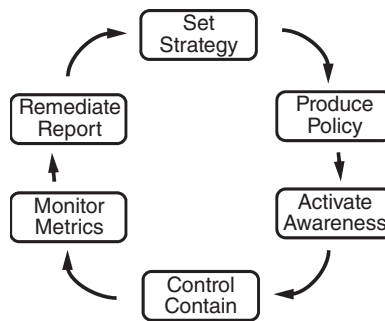 Set
Strategy
Produce
Policy
Activate
Awareness
Control
Contain
Monitor
Metrics
Remediate
Report